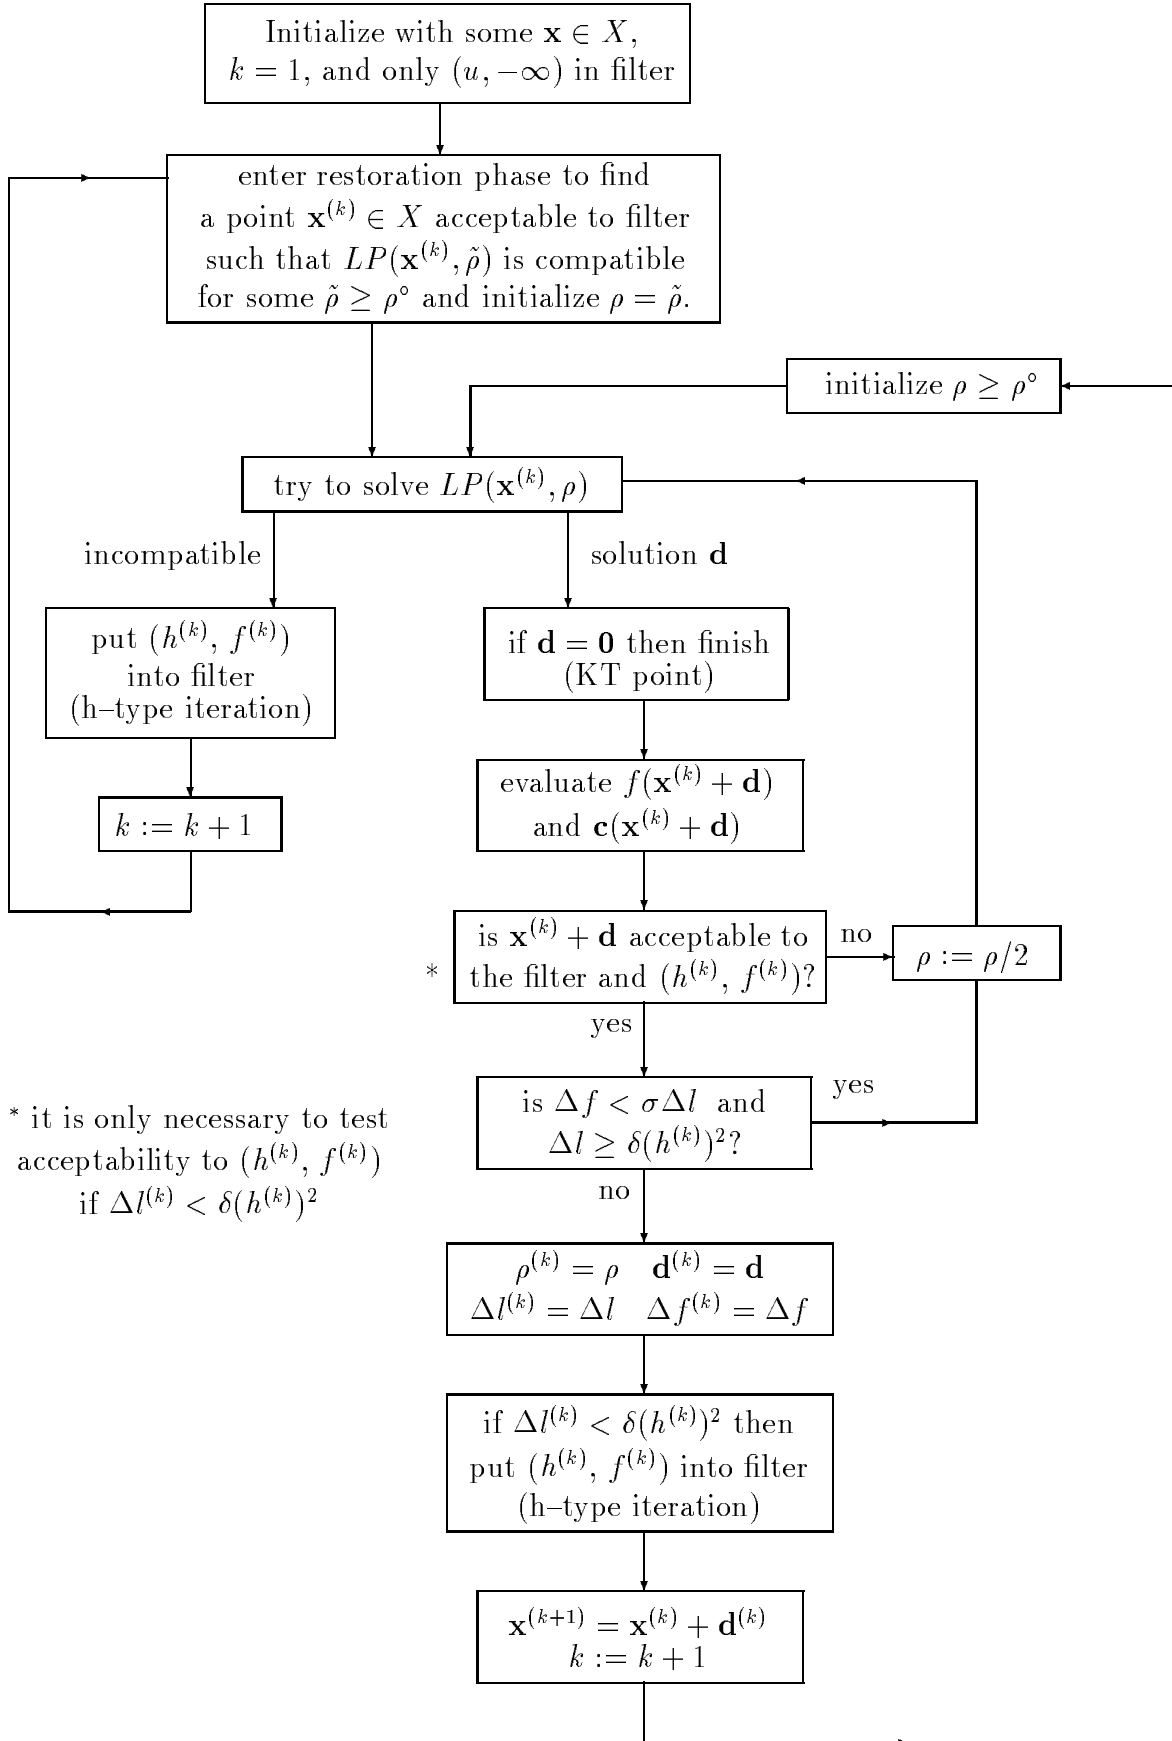 Initialize with some x ∈ X,
k = 1, and only (u, −∞) in filter
enter restoration phase to find
a point x^(k) ∈ X acceptable to filter
such that LP(x^(k), ρ̃) is compatible
for some ρ̃ ≥ ρ° and initialize ρ = ρ̃.
initialize ρ ≥ ρ°
try to solve LP(x^(k), ρ)
incompatible
solution d
put (h^(k), f^(k))
into filter
(h–type iteration)
k := k + 1
if d = 0 then finish
(KT point)
evaluate f(x^(k) + d)
and c(x^(k) + d)
*
is x^(k) + d acceptable to
the filter and (h^(k), f^(k))?
no
ρ := ρ/2
yes
is Δf < σΔl and
Δl ≥ δ(h^(k))²?
yes
no
* it is only necessary to test
acceptability to (h^(k), f^(k))
if Δl^(k) < δ(h^(k))²
ρ^(k) = ρ d^(k) = d
Δl^(k) = Δl Δf^(k) = Δf
if Δl^(k) < δ(h^(k))² then
put (h^(k), f^(k)) into filter
(h–type iteration)
x^(k+1) = x^(k) + d^(k)
k := k + 1